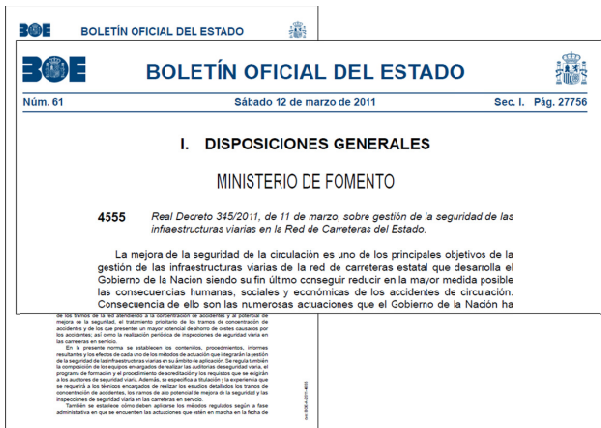 BOE BOLETÍN OFICIAL DEL ESTADO
BOE BOLETÍN OFICIAL DEL ESTADO
Núm. 61 Sábado 12 de marzo de 2011 Sec. I. Pág. 27756
I. DISPOSICIONES GENERALES
MINISTERIO DE FOMENTO
4555 Real Decreto 345/2011, de 11 de marzo, sobre gestión de la seguridad de las
infraestructuras viarias en la Red de Carreteras del Estado.
La mejora de la seguridad de la circulación es uno de los principales objetivos de la
gestión de las infraestructuras viarias de la red de carreteras estatal que desarrolla el
Gobierno de la Nación siendo su fin último conseguir reducir en la mayor medida posible
las consecuencias humanas, sociales y económicas de los accidentes de circulación.
Consecuencia de ello son las numerosas actuaciones que el Gobierno de la Nación ha
de los tramos de la red atendiendo a la concentración de accidentes y al potencial de
mejora de la seguridad, el tratamiento prioritario de los tramos de concentración de
accidentes y de los que presenten un mayor potencial de ahorro de costes causados por
los accidentes; así como la realización periódica de inspecciones de seguridad viaria en
las carreteras en servicio.
En la presente norma se establecen los contenidos, procedimientos, informes
resultantes y los efectos de cada uno de los métodos de actuación que integrarán la gestión
de la seguridad de las infraestructuras viarias en su ámbito de aplicación. Se regula también
la composición de los equipos encargados de realizar las auditorías de seguridad viaria, el
programa de formación y el procedimiento de acreditación y los requisitos que se exigirán
a los auditores de seguridad viaria. Además, se especifica la titulación y la experiencia que
se requerirá a los técnicos encargados de realizar los estudios detallados de los tramos de
concentración de accidentes, los tramos de alto potencial de mejora de la seguridad y las
inspecciones de seguridad viaria en las carreteras en servicio.
También se establece cómo deben aplicarse los métodos regulados según la fase
administrativa en que se encuentren las actuaciones que estén en marcha en la fecha de